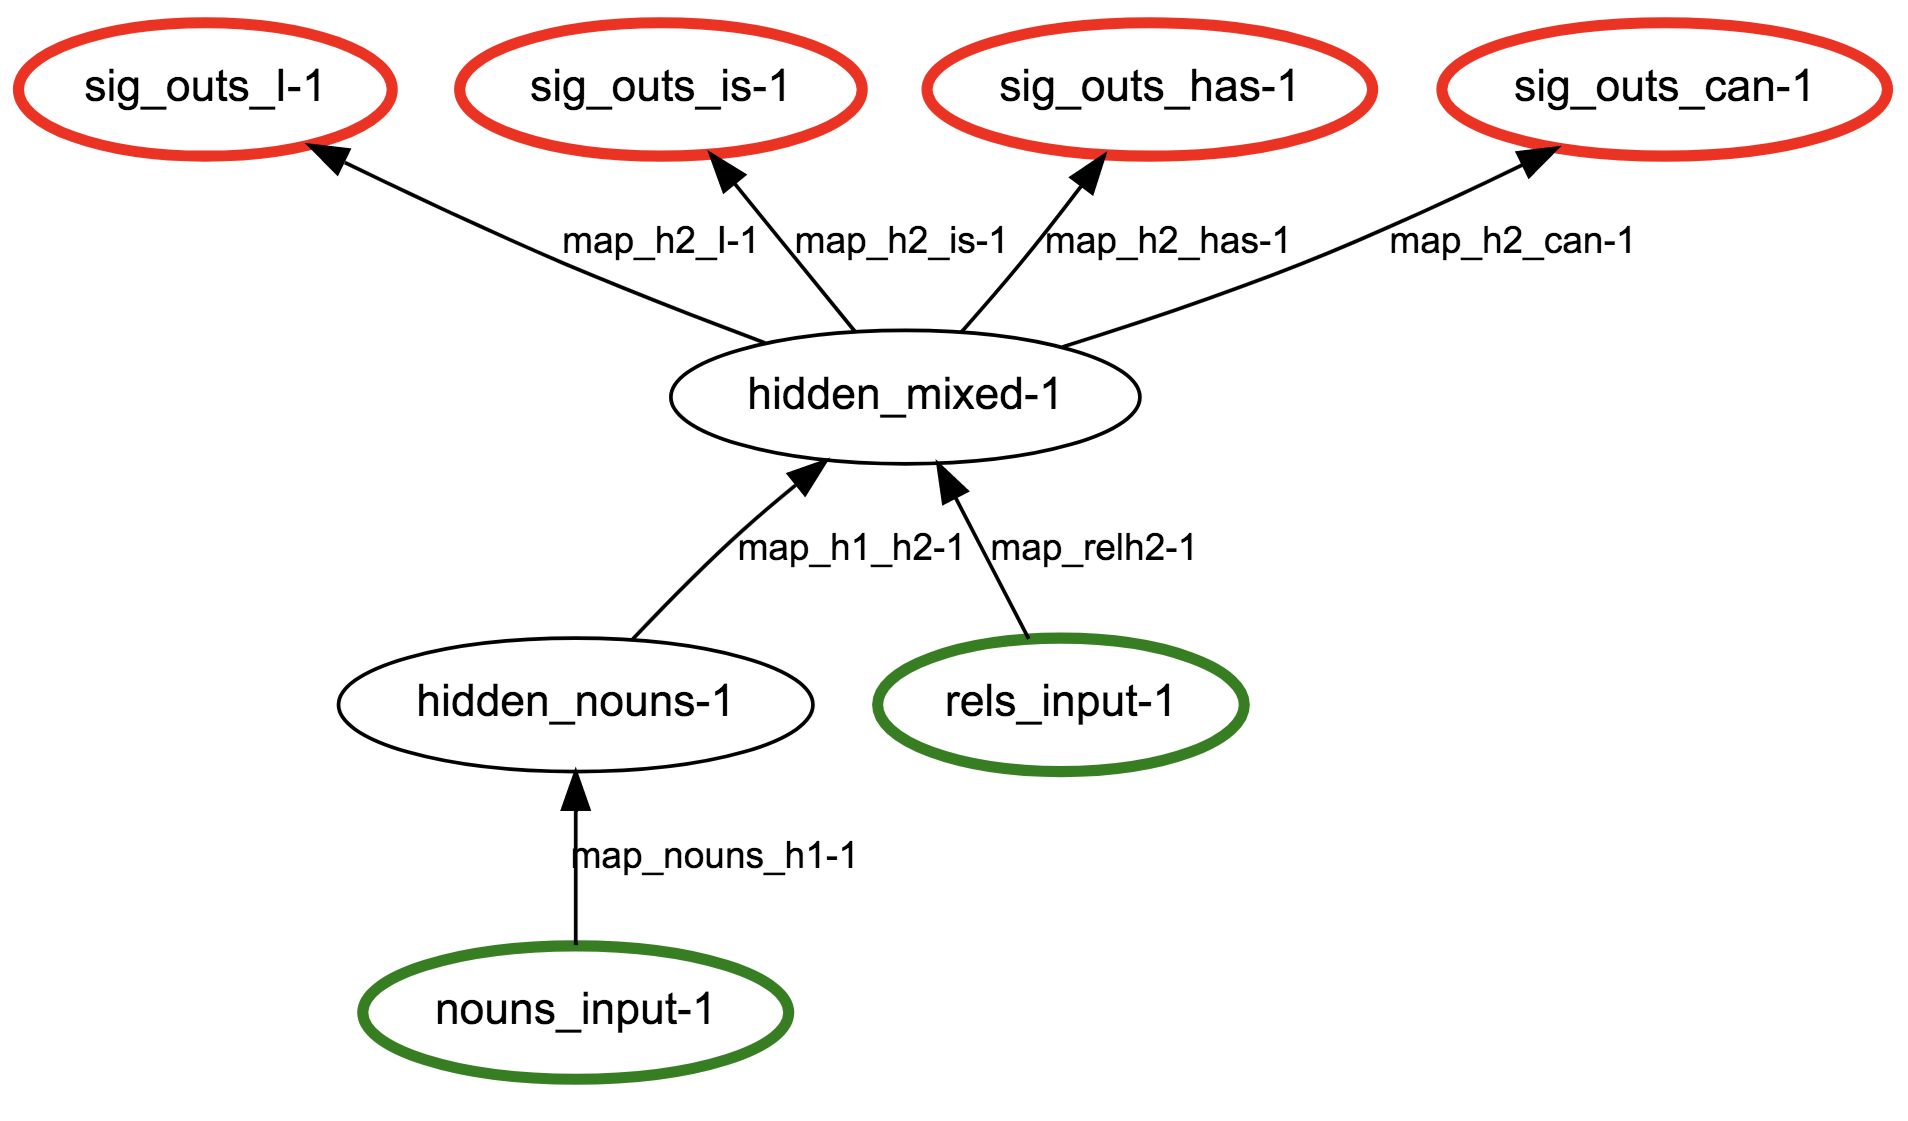 sig_outs_I-1
sig_outs_is-1
sig_outs_has-1
sig_outs_can-1
map_h2_I-1
map_h2_is-1
map_h2_has-1
map_h2_can-1
hidden_mixed-1
map_h1_h2-1
map_relh2-1
hidden_nouns-1
rels_input-1
map_nouns_h1-1
nouns_input-1